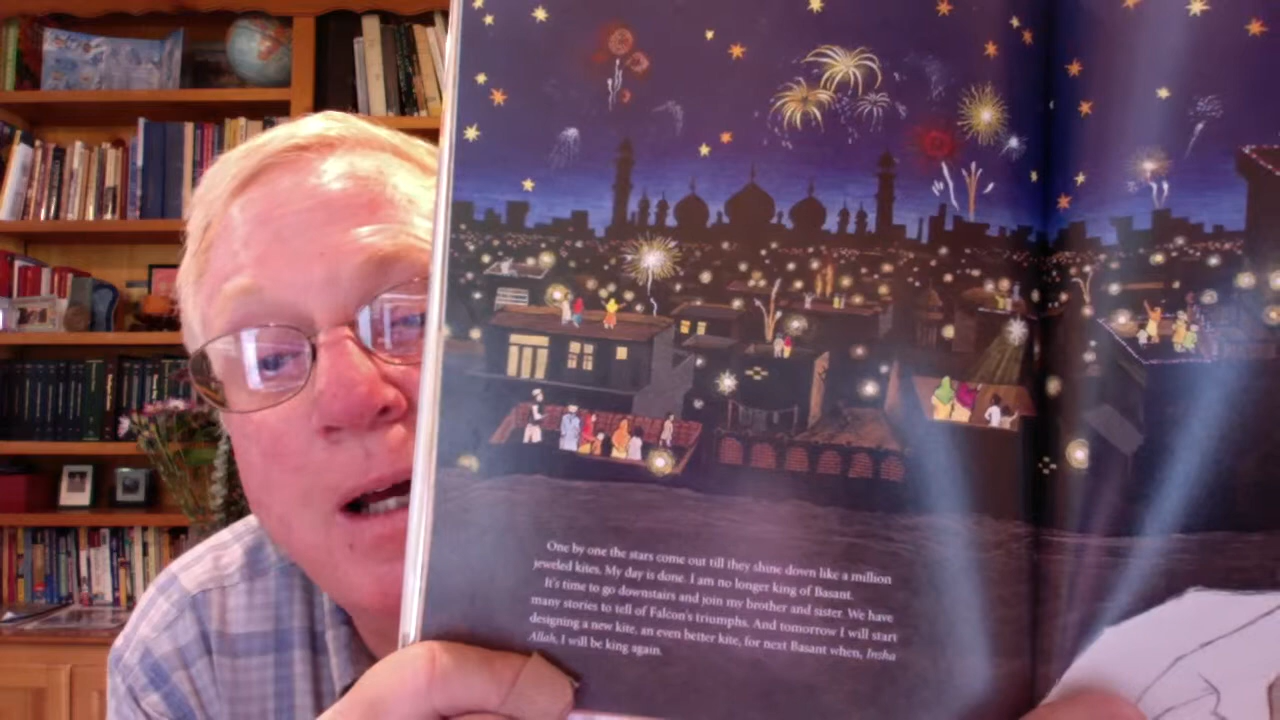 One by one the stars come out till they shine down like a million
jeweled kites. My day is done. I am no longer king of Basant.
It's time to go downstairs and join my brother and sister. We have
many stories to tell of Falcon's triumphs. And tomorrow I will start
designing a new kite, an even better kite, for next Basant when, Insha
Allah, I will be king again.